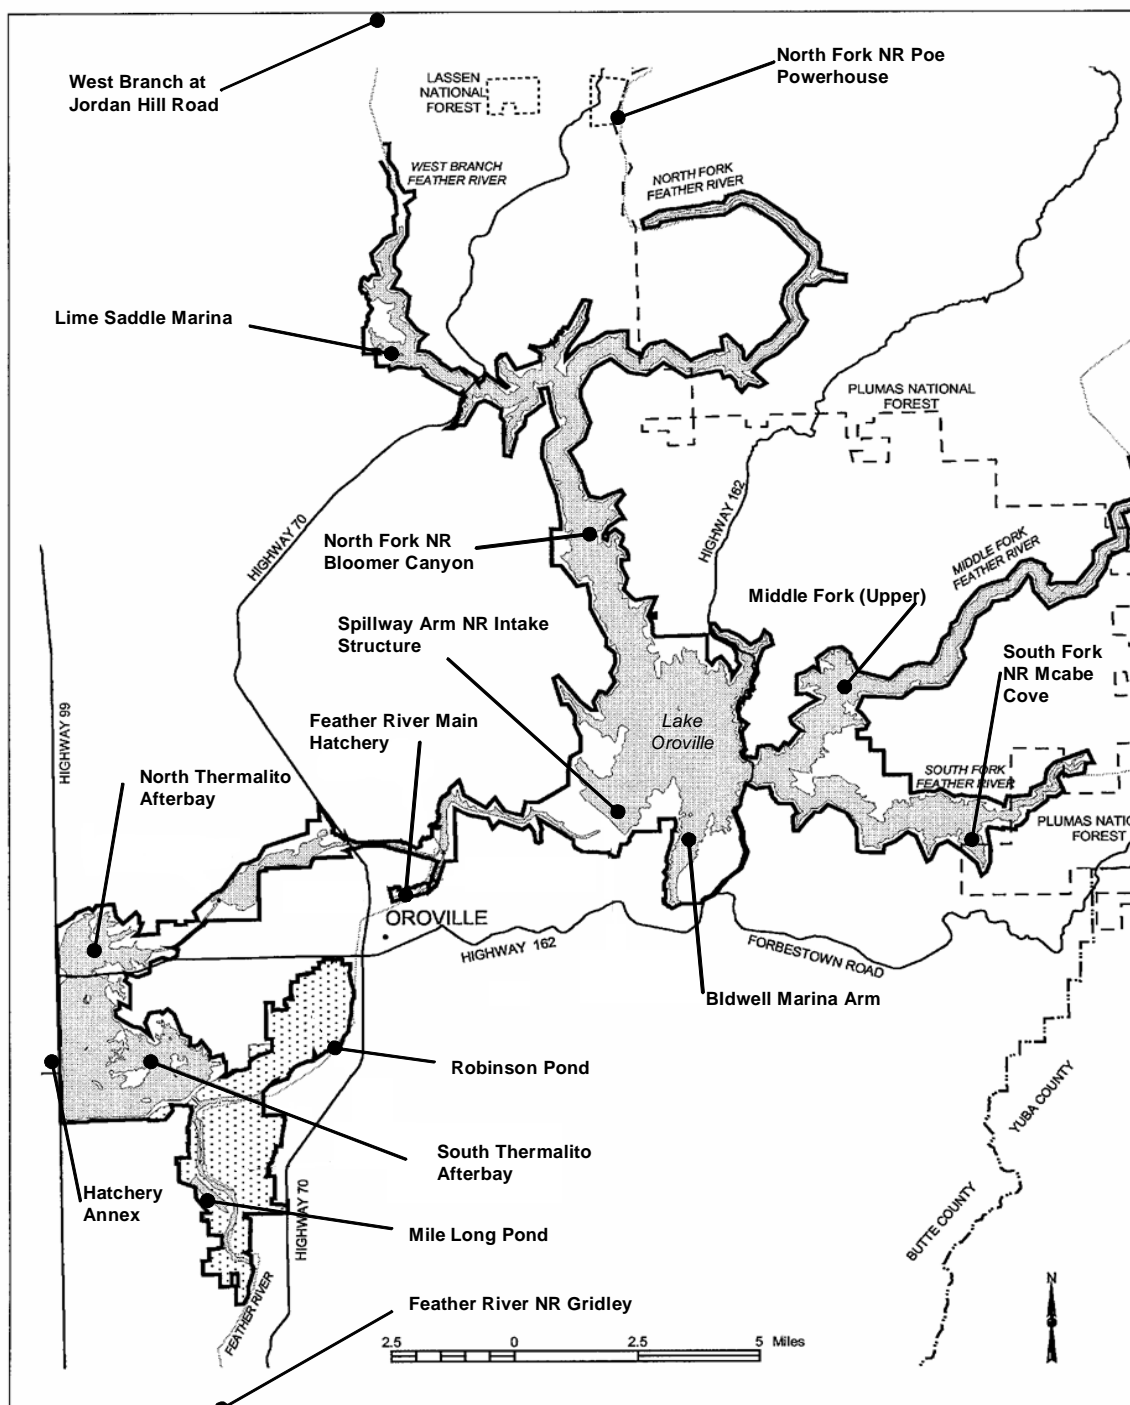 West Branch at
Jordan Hill Road
LASSEN
NATIONAL
FOREST
North Fork NR Poe
Powerhouse
WEST BRANCH
FEATHER RIVER
NORTH FORK
FEATHER RIVER
Lime Saddle Marina
PLUMAS NATIONAL
FOREST
HIGHWAY 162
HIGHWAY 70
North Fork NR
Bloomer Canyon
MIDDLE FORK
FEATHER RIVER
Middle Fork (Upper)
Spillway Arm NR Intake
Structure
South Fork
NR Mcabe
Cove
HIGHWAY 99
Feather River Main
Hatchery
Lake
Oroville
North Thermalito
Afterbay
SOUTH FORK
FEATHER RIVER
PLUMAS NATIO
FOREST
OROVILLE
HIGHWAY 162
FORBESTOWN ROAD
BIdwell Marina Arm
Robinson Pond
YUBA COUNTY
South Thermalito
Afterbay
Hatchery
Annex
HIGHWAY 70
BUTTE COUNTY
Mile Long Pond
FEATHER RIVER
Feather River NR Gridley
N
2.5 0 2.5 5 Miles